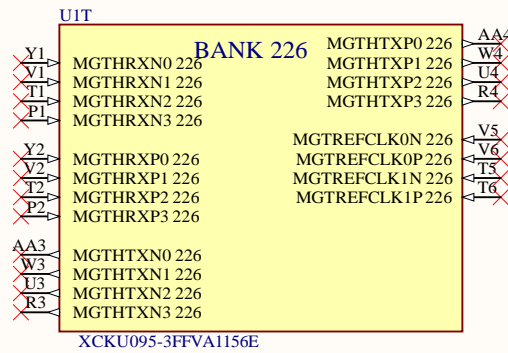 U1T
BANK 226
Y1 MGTHRXN0 226
V1 MGTHRXN1 226
T1 MGTHRXN2 226
P1 MGTHRXN3 226
Y2 MGTHRXP0 226
V2 MGTHRXP1 226
T2 MGTHRXP2 226
P2 MGTHRXP3 226
AA3 MGTHTXN0 226
W3 MGTHTXN1 226
U3 MGTHTXN2 226
R3 MGTHTXN3 226
MGTHTXP0 226 AA4
MGTHTXP1 226 W4
MGTHTXP2 226 U4
MGTHTXP3 226 R4
MGTREFCLK0N 226 V5
MGTREFCLK0P 226 V6
MGTREFCLK1N 226 T5
MGTREFCLK1P 226 T6
XCKU095-3FFVA1156E